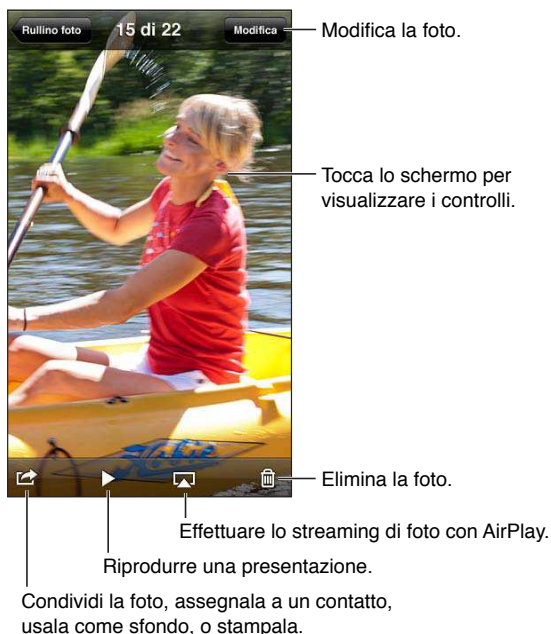 Rullino foto
15 di 22
Modifica
Modifica la foto.
Tocca lo schermo per
visualizzare i controlli.
Hobie
Elimina la foto.
Effettuare lo streaming di foto con AirPlay.
Riprodurre una presentazione.
Condividi la foto, assegnala a un contatto,
usala come sfondo, o stampala.